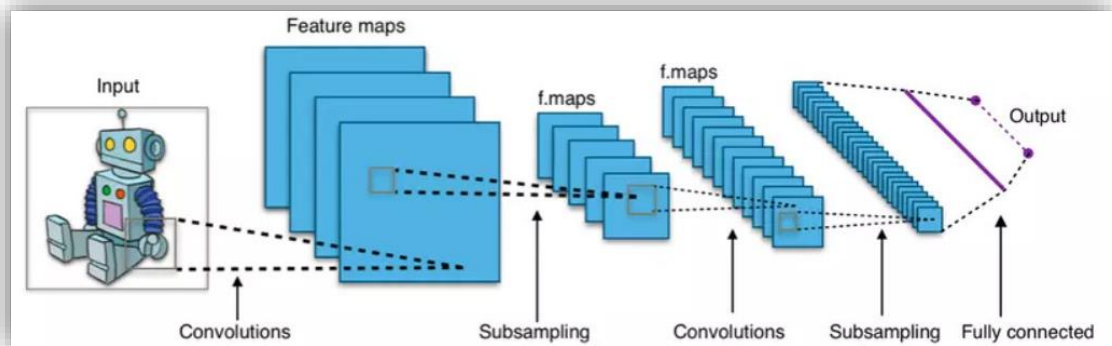 Feature maps
Input
f.maps
f.maps
Output
Convolutions
Subsampling
Convolutions
Subsampling
Fully connected